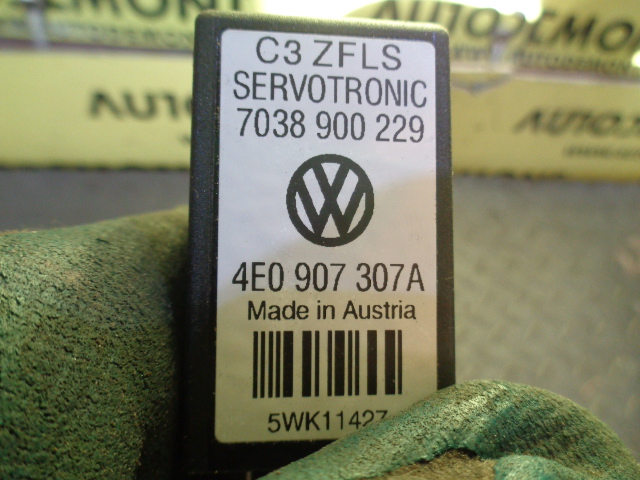 C3 ZFLS
SERVOTRONIC
7038 900 229
4E0 907 307A
Made in Austria
5WK11427